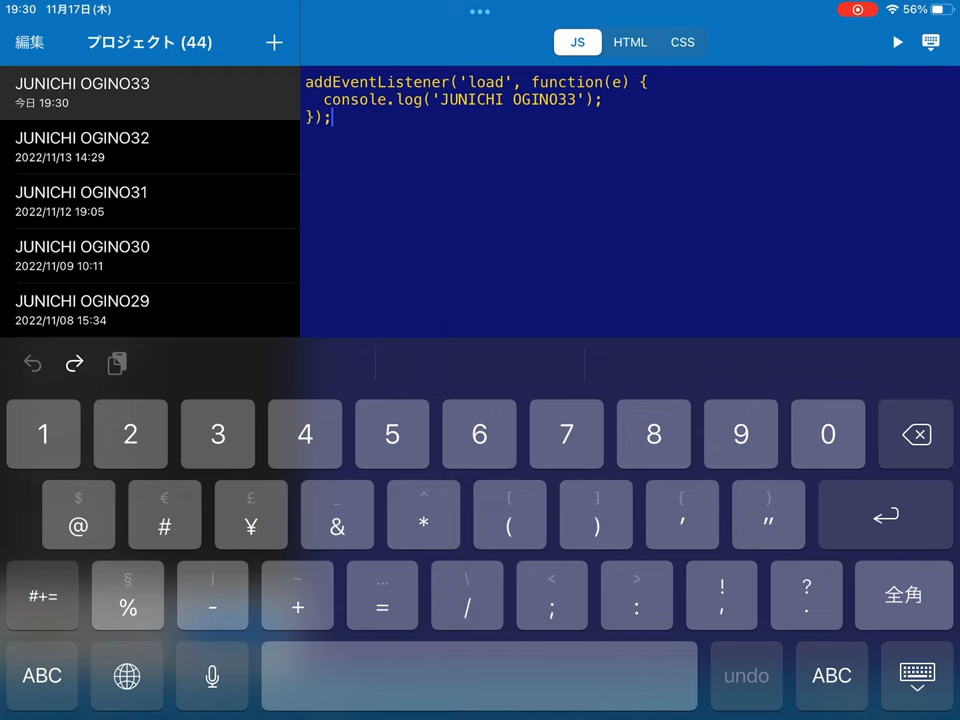 19:30 11月17日(木)
56%
編集
プロジェクト (44)
+
JS
HTML
CSS
JUNICHI OGINO33
今日 19:30
JUNICHI OGINO32
2022/11/13 14:29
JUNICHI OGINO31
2022/11/12 19:05
JUNICHI OGINO30
2022/11/09 10:11
JUNICHI OGINO29
2022/11/08 15:34
addEventListener('load', function(e) {
  console.log('JUNICHI OGINO33');
});
1 2 3 4 5 6 7 8 9 0
$ € £ _ ^ [ ] { }
@ # ¥ & * ( ) ' "
§ | ~ … \ < > ! ?
#+= % - + = / ; : , . 全角
ABC undo ABC